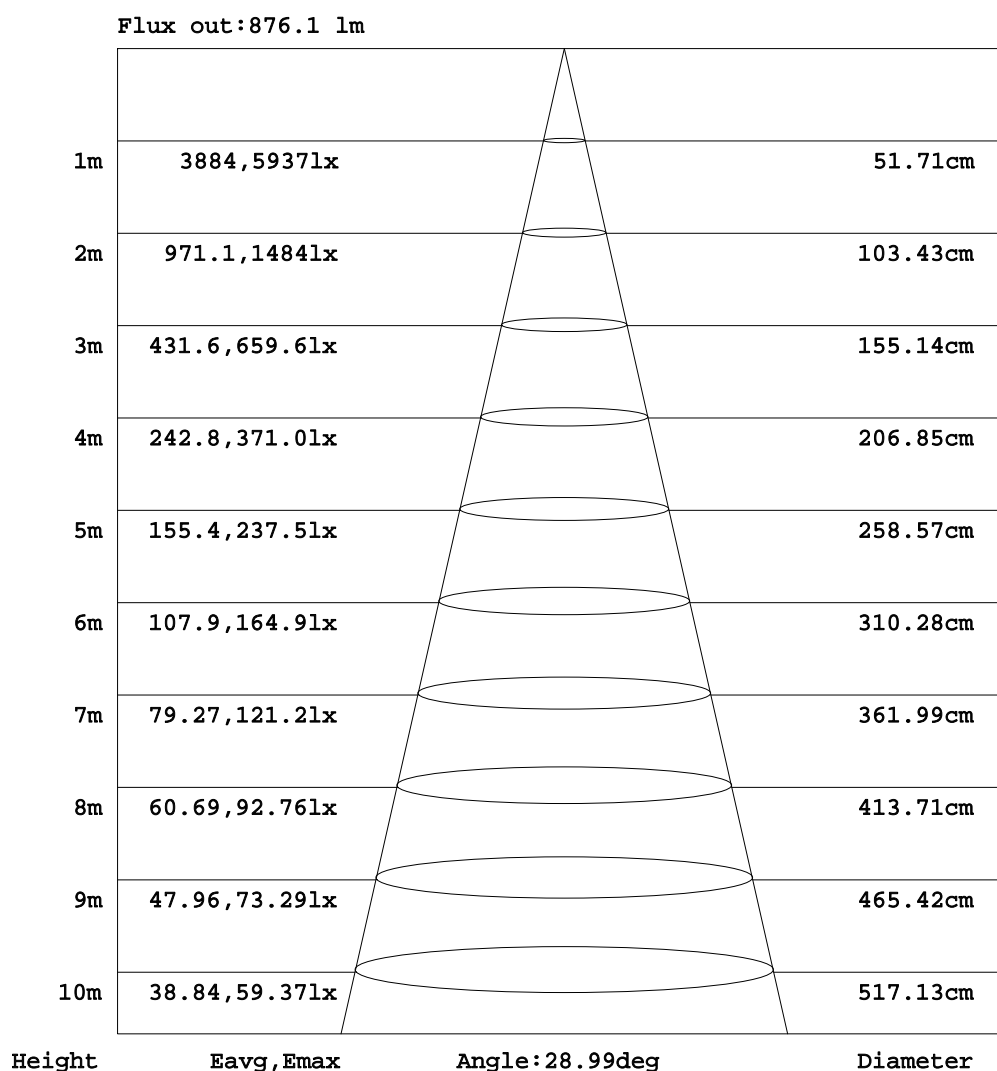 Flux out:876.1 lm
1m 3884,5937lx 51.71cm
2m 971.1,1484lx 103.43cm
3m 431.6,659.6lx 155.14cm
4m 242.8,371.0lx 206.85cm
5m 155.4,237.5lx 258.57cm
6m 107.9,164.9lx 310.28cm
7m 79.27,121.2lx 361.99cm
8m 60.69,92.76lx 413.71cm
9m 47.96,73.29lx 465.42cm
10m 38.84,59.37lx 517.13cm
Height Eavg,Emax Angle:28.99deg Diameter